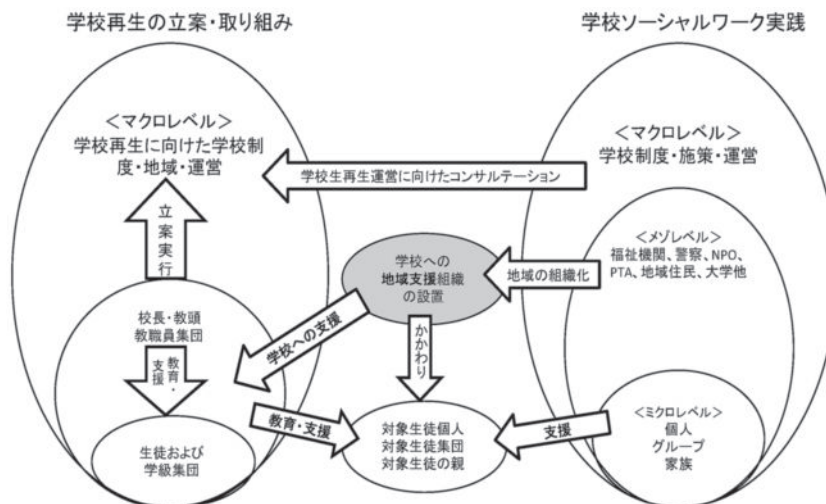 学校再生の立案・取り組み
学校ソーシャルワーク実践
＜マクロレベル＞
学校再生に向けた学校制
度・地域・運営
＜マクロレベル＞
学校制度・施策・運営
学校生再生運営に向けたコンサルテーション
立案実行
＜メゾレベル＞
福祉機関、警察、NPO、
PTA、地域住民、大学他
学校への
地域支援組織
の設置
地域の組織化
校長・教頭
教職員集団
学校への支援
かかわり
教育・
支援
教育・支援
対象生徒個人
対象生徒集団
対象生徒の親
支援
＜ミクロレベル＞
個人
グループ
家族
生徒および
学級集団